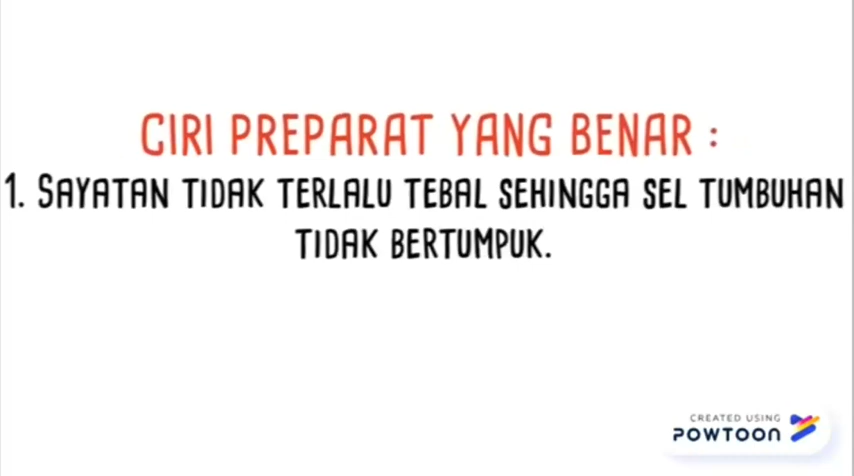 CIRI PREPARAT YANG BENAR :
1. SAYATAN TIDAK TERLALU TEBAL SEHINGGA SEL TUMBUHAN
TIDAK BERTUMPUK.
CREATED USING
POWTOON